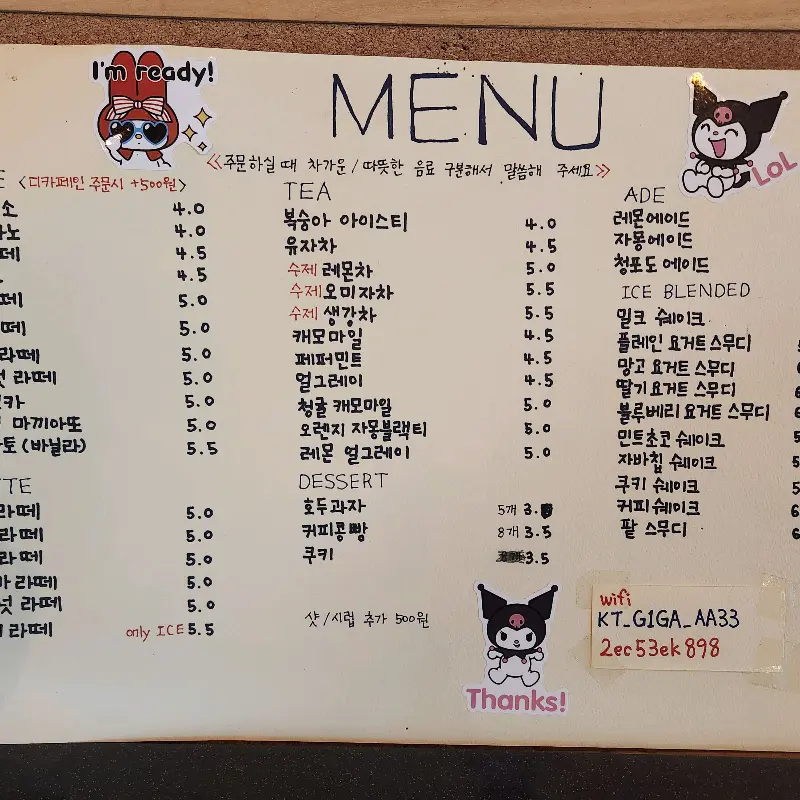 I'm ready!
MENU
LOL
<<주문하실 때 차가운/따뜻한 음료 구분해서 말씀해 주세요>>
<디카페인 주문시 +500원>
소 4.0
노 4.0
떼 4.5
4.5
떼 5.0
라떼 5.0
라떼 5.0
넛 라떼 5.0
카 5.0
마끼아또 5.0
토 (바닐라) 5.5
TTE
라떼 5.0
라떼 5.0
라떼 5.0
라떼 5.0
넛 라떼 5.0
라떼 only ICE 5.5
TEA
복숭아 아이스티 4.0
유자차 4.5
수제 레몬차 5.0
수제 오미자차 5.5
수제 생강차 5.5
캐모마일 4.5
페퍼민트 4.5
얼그레이 4.5
청귤 캐모마일 5.0
오렌지 자몽블랙티 5.0
레몬 얼그레이 5.0
DESSERT
호두과자 5개
커피콩빵 8개 3.5
쿠키 3.5
샷/시럽 추가 500원
Thanks!
ADE
레몬에이드
자몽에이드
청포도 에이드
ICE BLENDED
밀크 쉐이크
플레인 요거트 스무디
망고 요거트 스무디
딸기 요거트 스무디
블루베리 요거트 스무디
민트초코 쉐이크
자바칩 쉐이크
쿠키 쉐이크
커피 쉐이크
팥 스무디
wifi
KT_G1GA_AA33
2ec53ek898